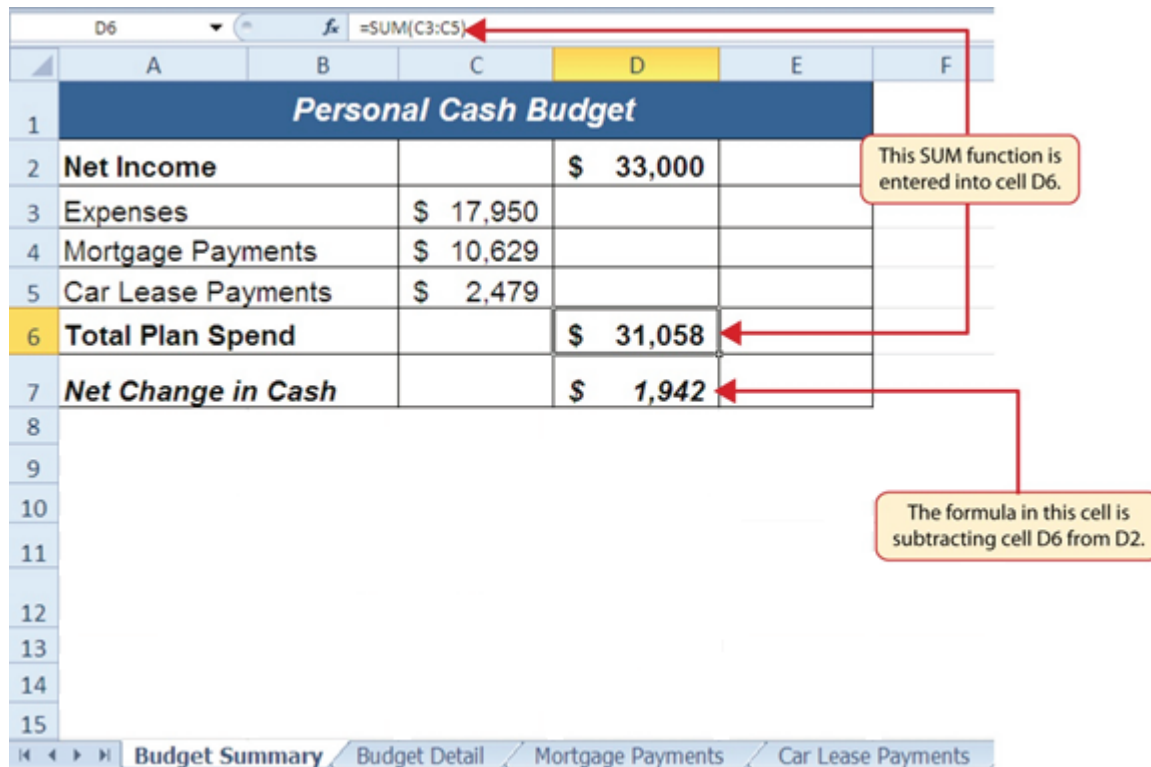 D6 fx =SUM(C3:C5)
A B C D E F
1 Personal Cash Budget
2 Net Income $ 33,000
This SUM function is
entered into cell D6.
3 Expenses $ 17,950
4 Mortgage Payments $ 10,629
5 Car Lease Payments $ 2,479
6 Total Plan Spend $ 31,058
7 Net Change in Cash $ 1,942
8
9
10
The formula in this cell is
subtracting cell D6 from D2.
11
12
13
14
15
Budget Summary Budget Detail Mortgage Payments Car Lease Payments